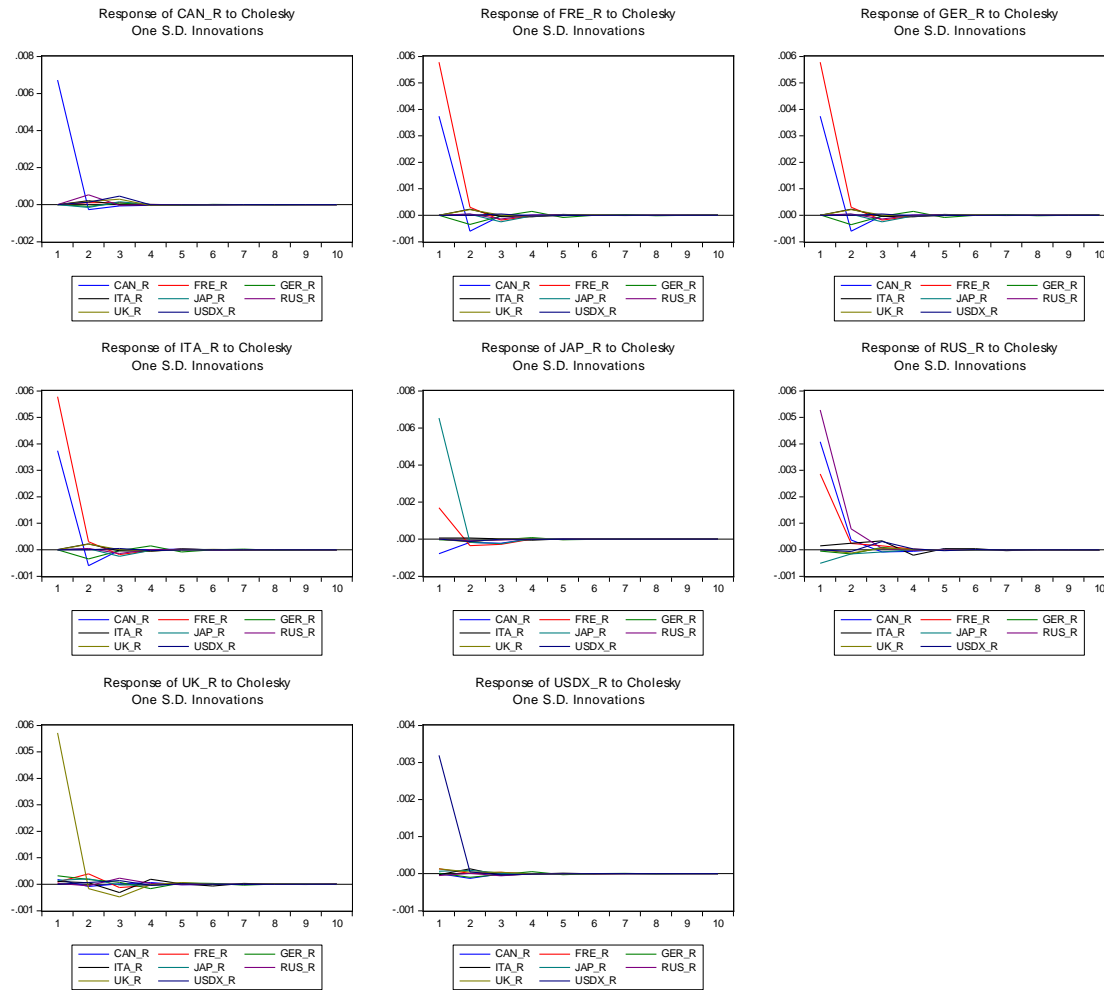 Response of CAN_R to Cholesky
One S.D. Innovations
.008
.006
.004
.002
.000
-.002
1 2 3 4 5 6 7 8 9 10
CAN_R FRE_R GER_R
ITA_R JAP_R RUS_R
UK_R USDX_R
Response of FRE_R to Cholesky
One S.D. Innovations
.006
.005
.004
.003
.002
.001
.000
-.001
1 2 3 4 5 6 7 8 9 10
CAN_R FRE_R GER_R
ITA_R JAP_R RUS_R
UK_R USDX_R
Response of GER_R to Cholesky
One S.D. Innovations
.006
.005
.004
.003
.002
.001
.000
-.001
1 2 3 4 5 6 7 8 9 10
CAN_R FRE_R GER_R
ITA_R JAP_R RUS_R
UK_R USDX_R
Response of ITA_R to Cholesky
One S.D. Innovations
.006
.005
.004
.003
.002
.001
.000
-.001
1 2 3 4 5 6 7 8 9 10
CAN_R FRE_R GER_R
ITA_R JAP_R RUS_R
UK_R USDX_R
Response of JAP_R to Cholesky
One S.D. Innovations
.008
.006
.004
.002
.000
-.002
1 2 3 4 5 6 7 8 9 10
CAN_R FRE_R GER_R
ITA_R JAP_R RUS_R
UK_R USDX_R
Response of RUS_R to Cholesky
One S.D. Innovations
.006
.005
.004
.003
.002
.001
.000
-.001
1 2 3 4 5 6 7 8 9 10
CAN_R FRE_R GER_R
ITA_R JAP_R RUS_R
UK_R USDX_R
Response of UK_R to Cholesky
One S.D. Innovations
.006
.005
.004
.003
.002
.001
.000
-.001
1 2 3 4 5 6 7 8 9 10
CAN_R FRE_R GER_R
ITA_R JAP_R RUS_R
UK_R USDX_R
Response of USDX_R to Cholesky
One S.D. Innovations
.004
.003
.002
.001
.000
-.001
1 2 3 4 5 6 7 8 9 10
CAN_R FRE_R GER_R
ITA_R JAP_R RUS_R
UK_R USDX_R